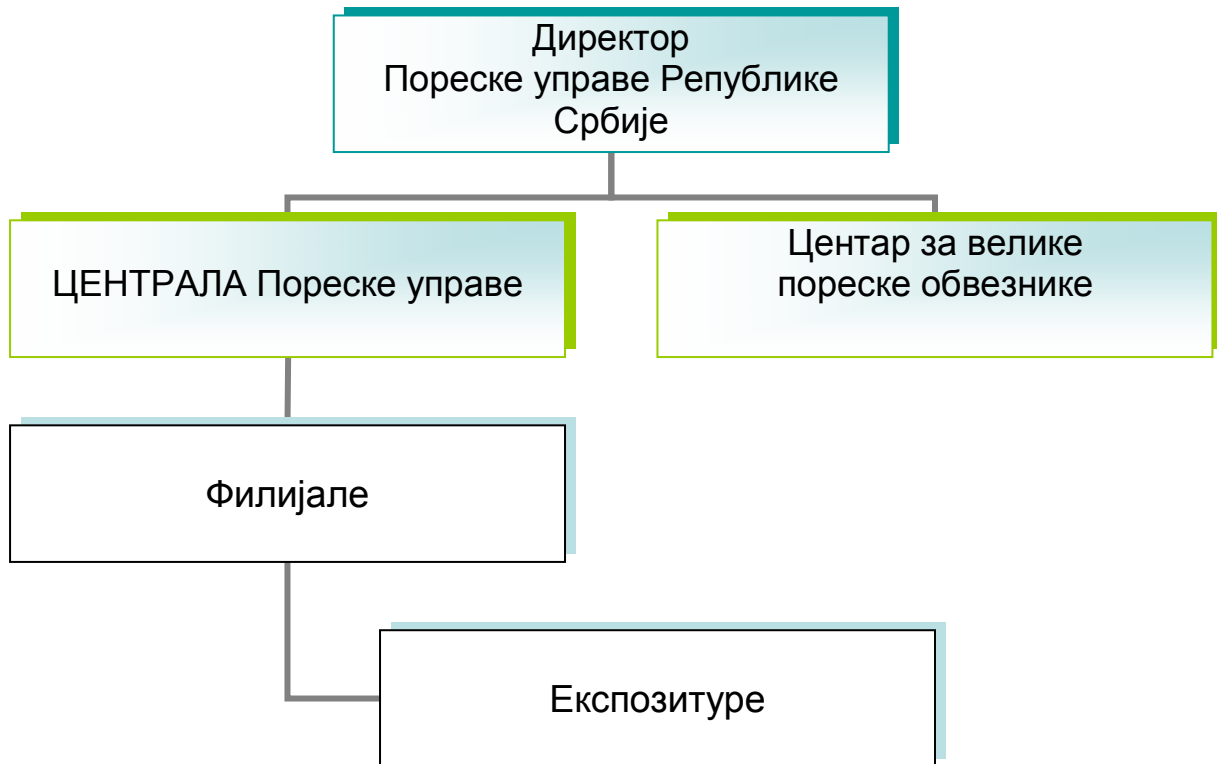 Директор
Пореске управе Републике
Србије
ЦЕНТРАЛА Пореске управе
Центар за велике
пореске обвезнике
Филијале
Експозитуре